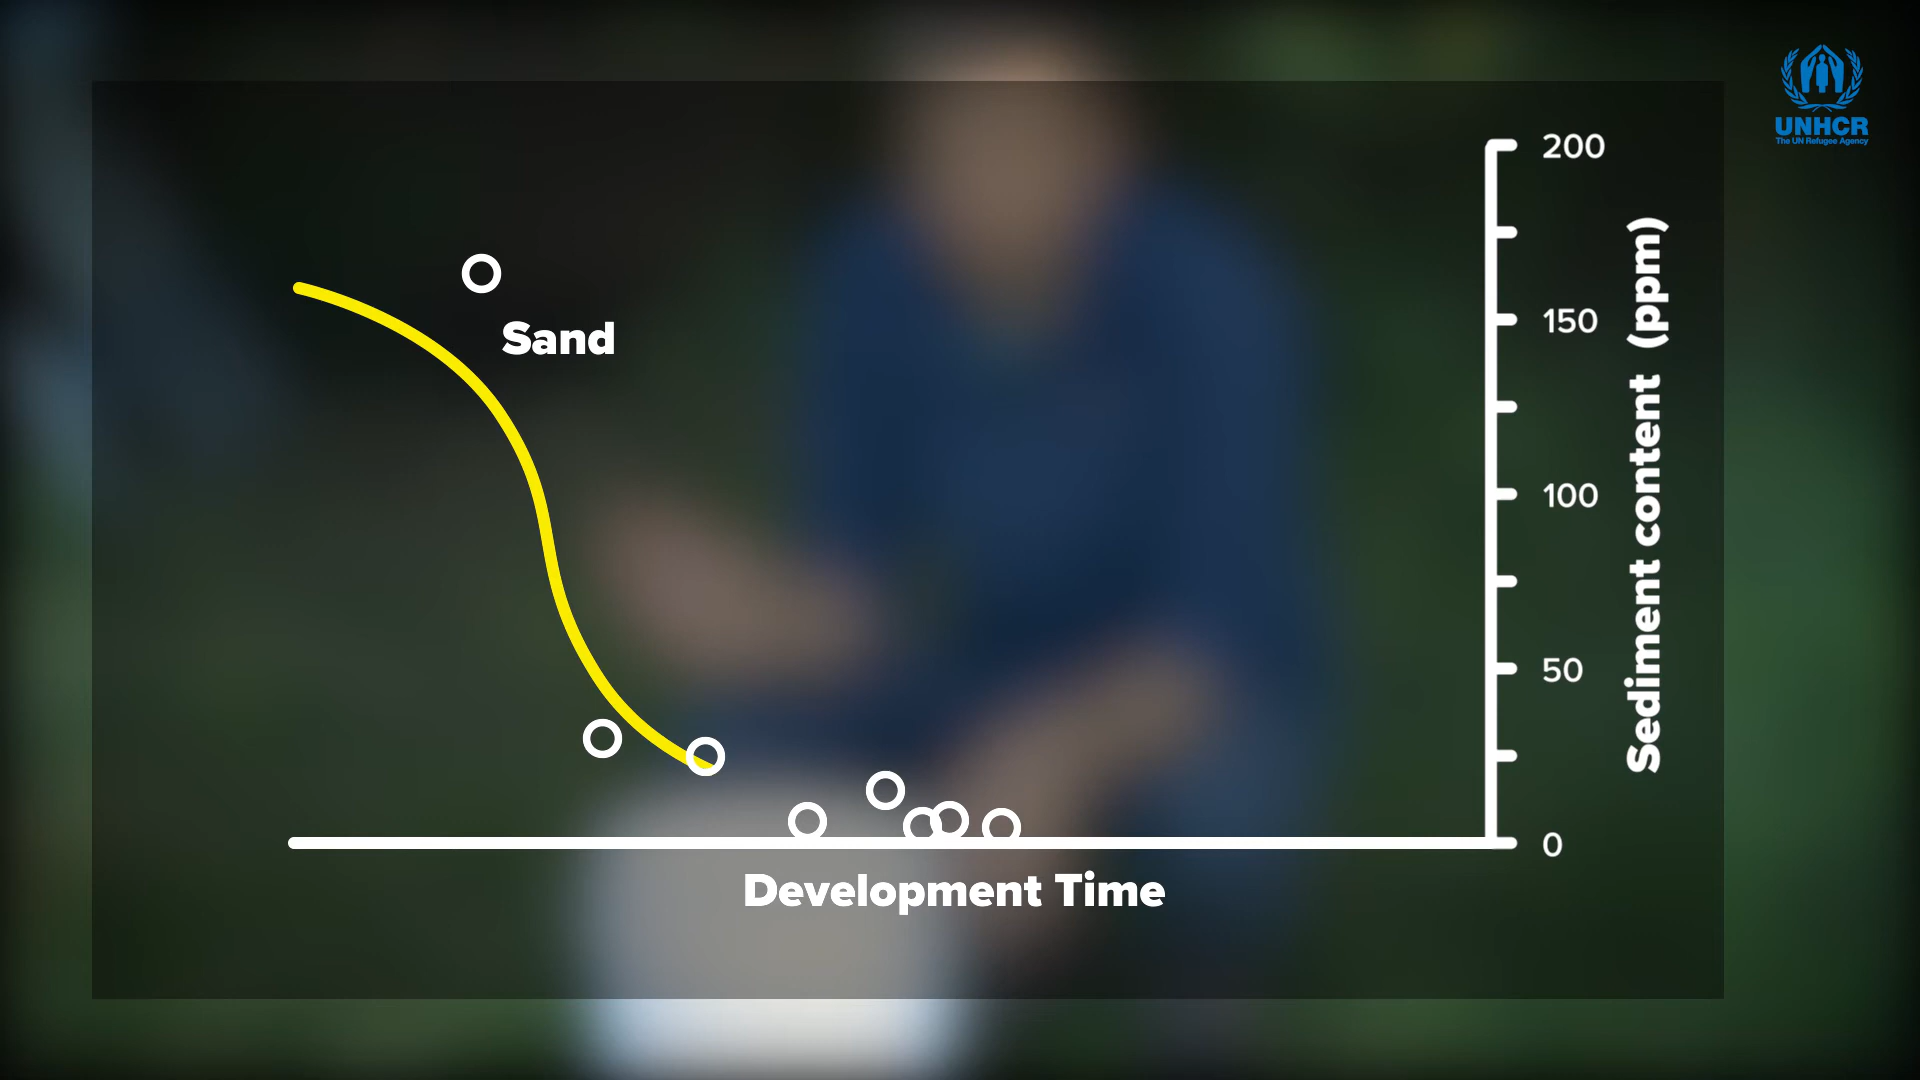 UNHCR
The UN Refugee Agency
200
150
100
50
0
Sediment content (ppm)
Sand
Development Time